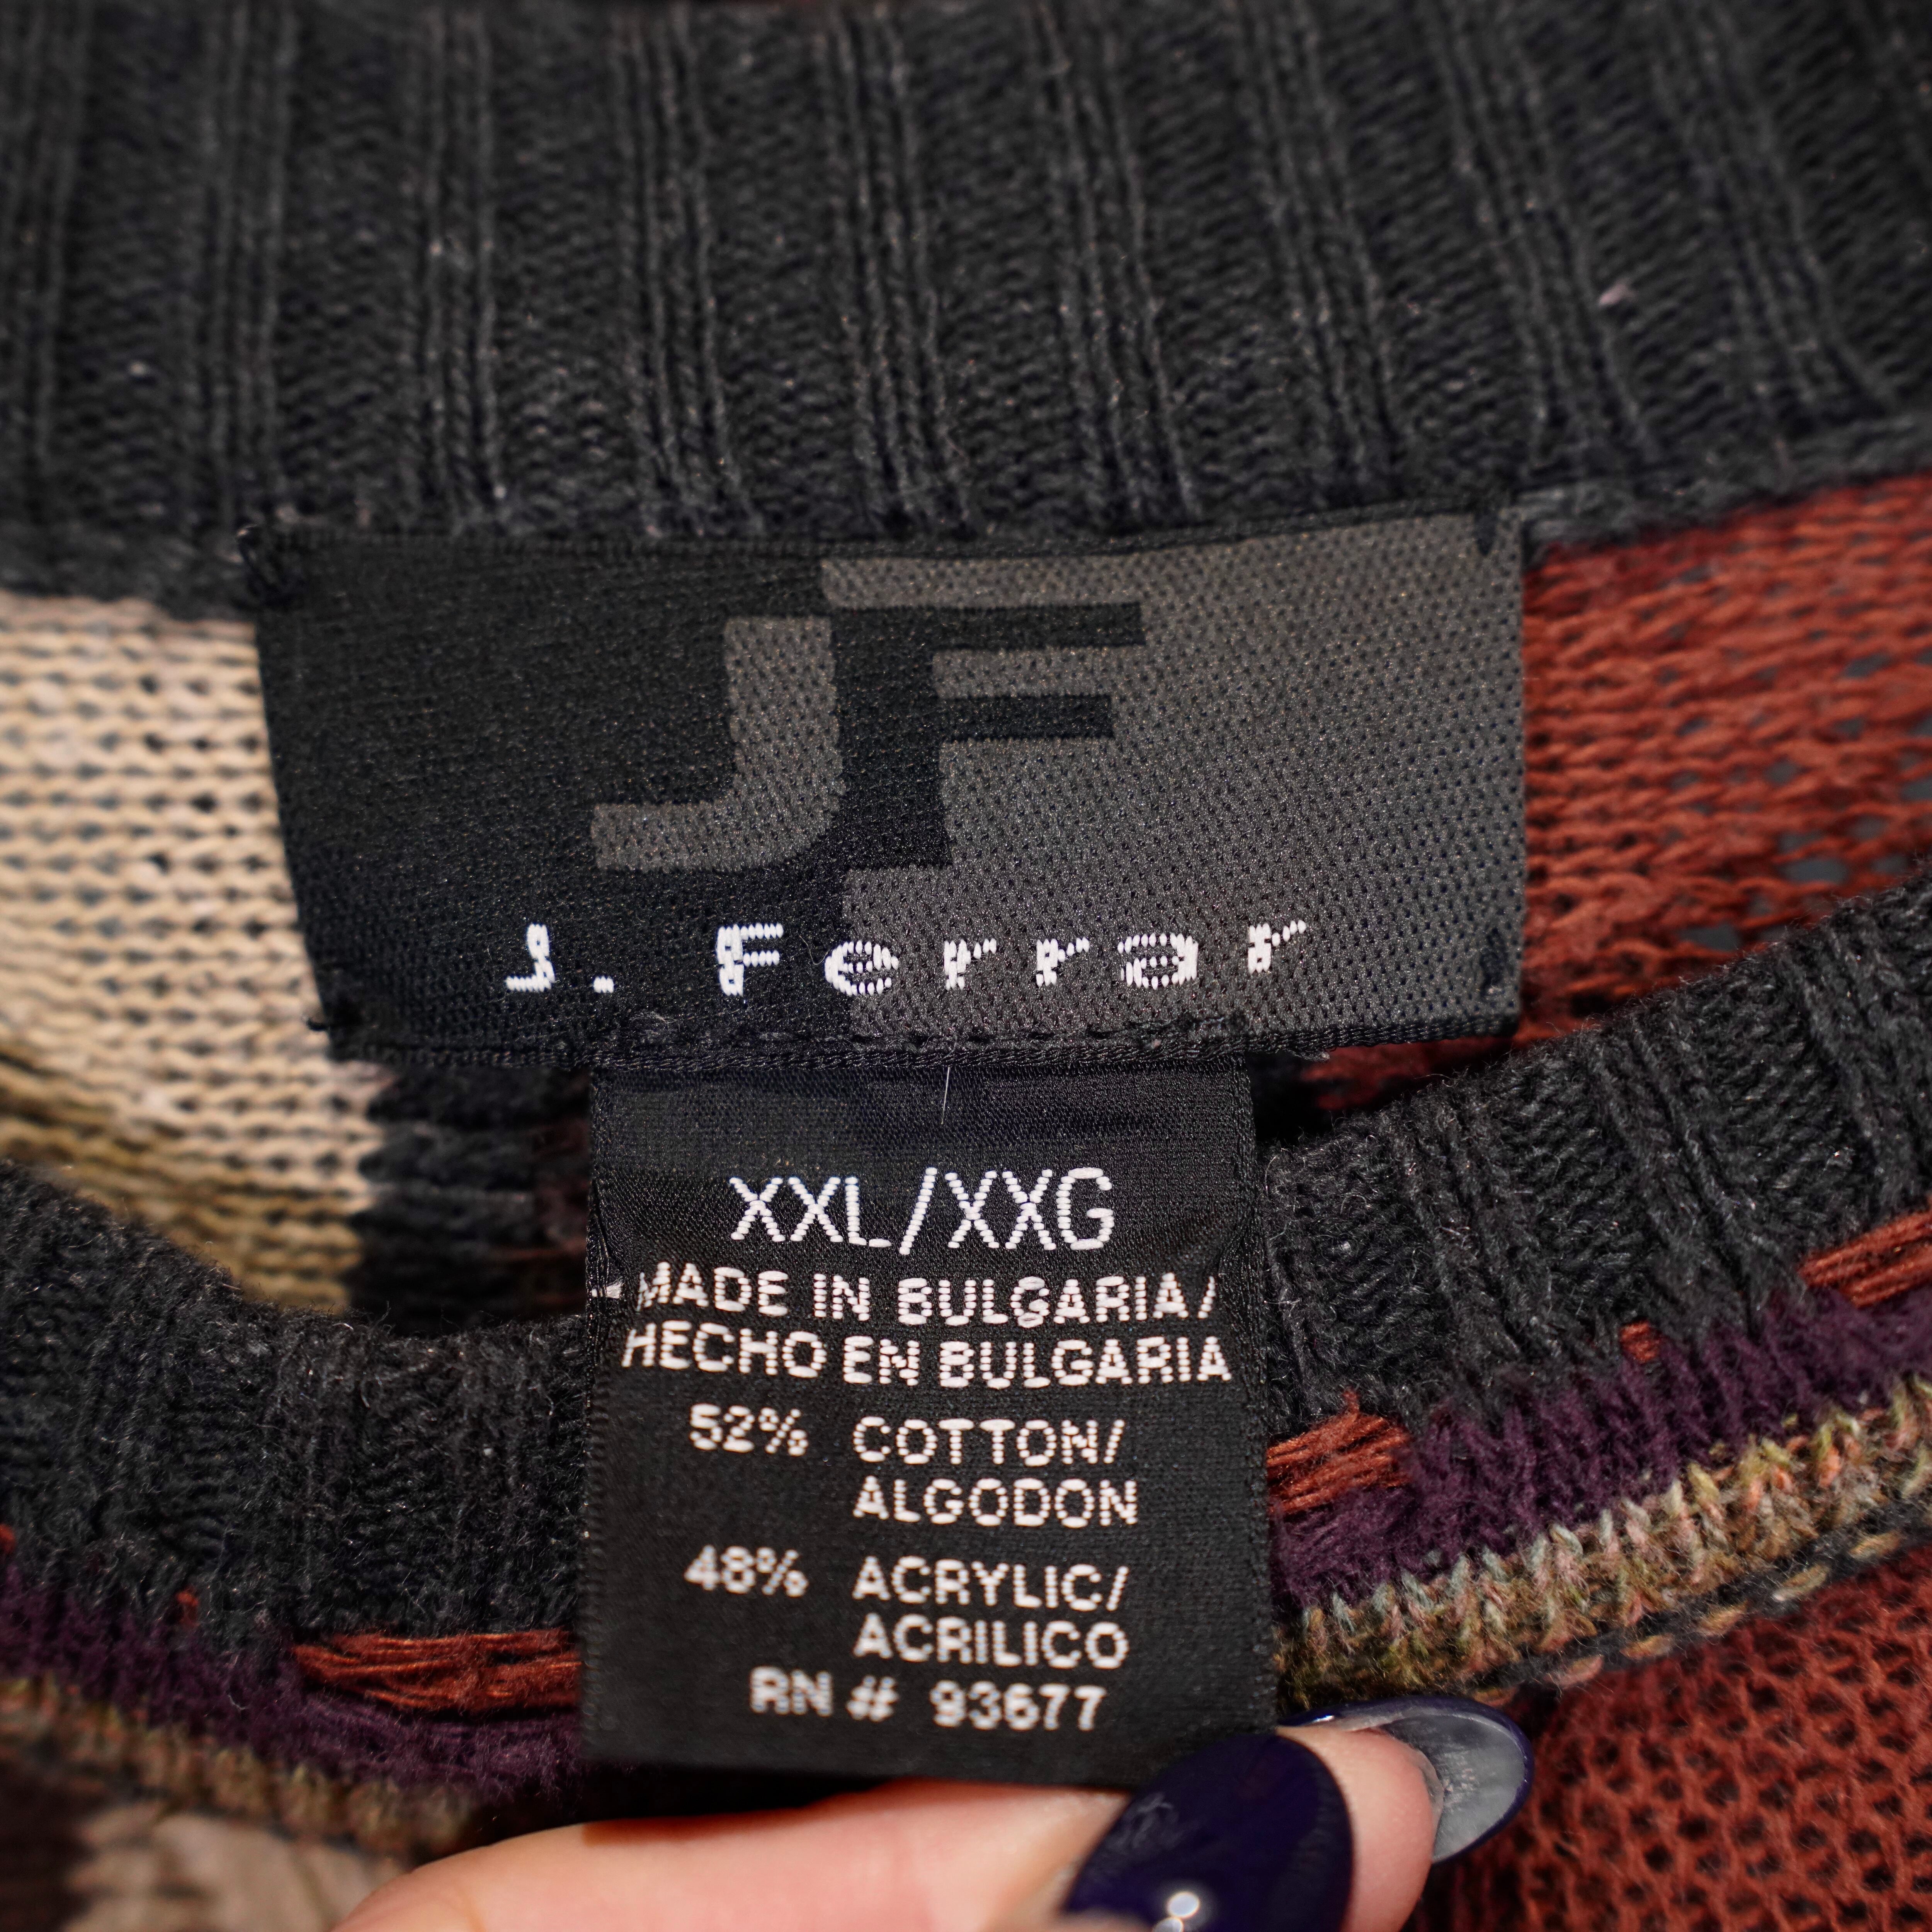 JF
J. Ferrar
XXL/XXG
MADE IN BULGARIA/
HECHO EN BULGARIA
52% COTTON/
ALGODON
48% ACRYLIC/
ACRILICO
RN # 93677